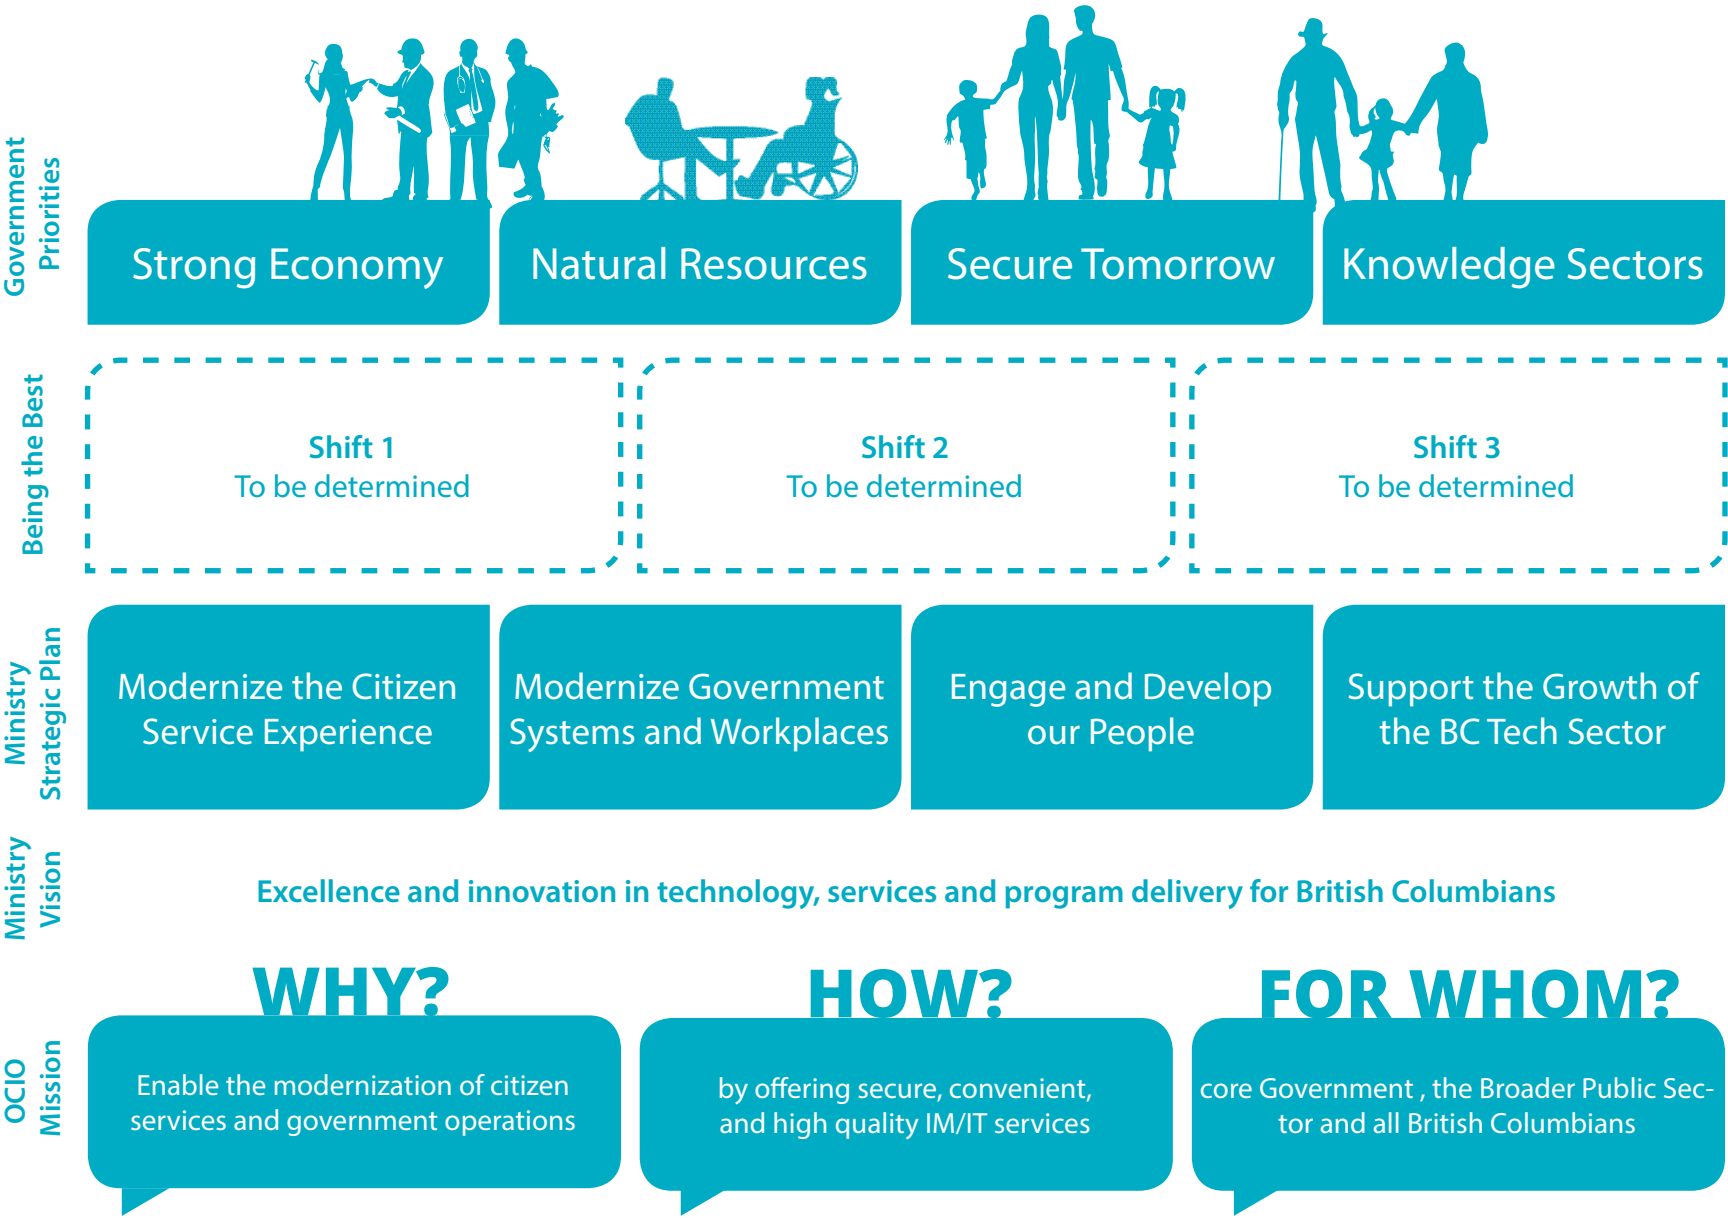 Government
Priorities
Strong Economy
Natural Resources
Secure Tomorrow
Knowledge Sectors
Being the Best
Shift 1
To be determined
Shift 2
To be determined
Shift 3
To be determined
Ministry
Strategic Plan
Modernize the Citizen
Service Experience
Modernize Government
Systems and Workplaces
Engage and Develop
our People
Support the Growth of
the BC Tech Sector
Ministry
Vision
Excellence and innovation in technology, services and program delivery for British Columbians
OCIO
Mission
WHY?
Enable the modernization of citizen
services and government operations
HOW?
by offering secure, convenient,
and high quality IM/IT services
FOR WHOM?
core Government , the Broader Public Sec-
tor and all British Columbians